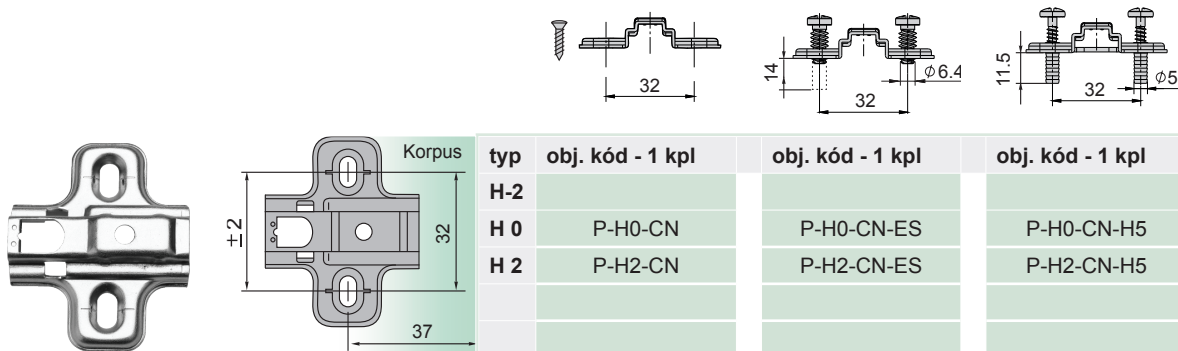 14
32
ϕ6.4
32
11.5
32
ϕ5
Korpus
±2
32
37
typ obj. kód - 1 kpl obj. kód - 1 kpl obj. kód - 1 kpl
H-2
H 0 P-H0-CN P-H0-CN-ES P-H0-CN-H5
H 2 P-H2-CN P-H2-CN-ES P-H2-CN-H5